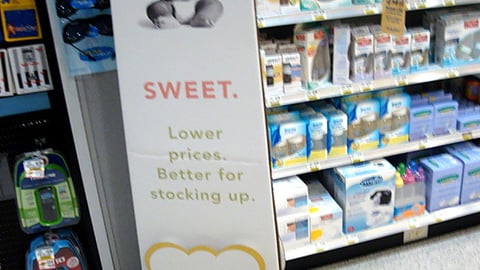 SWEET.
Lower
prices.
Better for
stocking up.